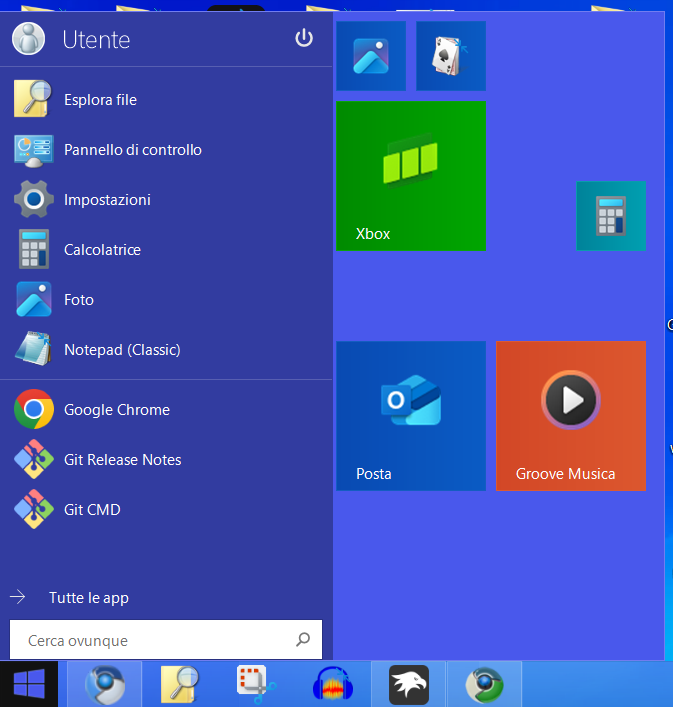 Utente
Esplora file
Pannello di controllo
Impostazioni
Calcolatrice
Foto
Notepad (Classic)
Google Chrome
Git Release Notes
Git CMD
Tutte le app
Cerca ovunque
Xbox
Posta
Groove Musica